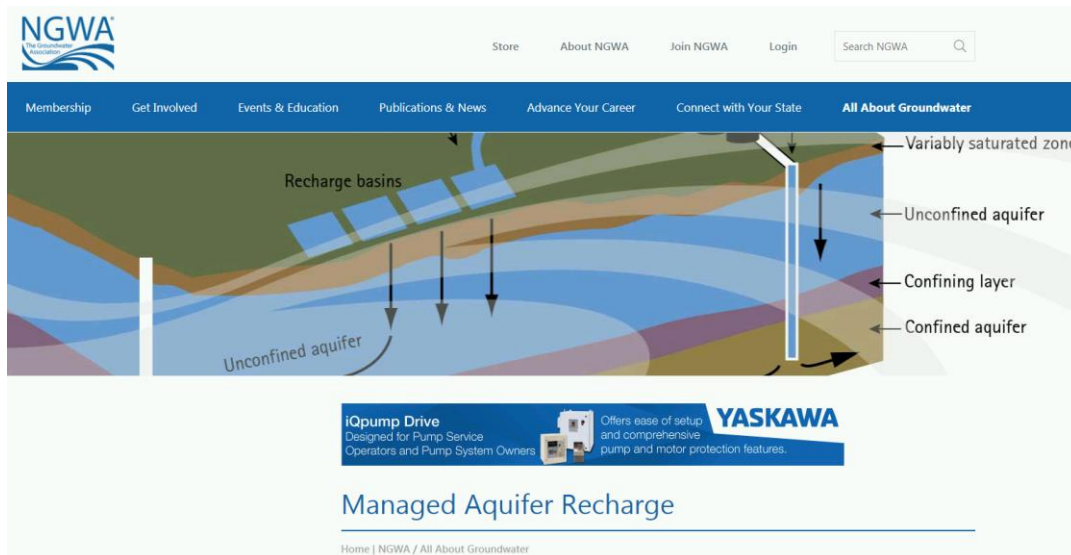 NGWA
The Groundwater
Association
Store About NGWA Join NGWA Login Search NGWA
Membership Get Involved Events & Education Publications & News Advance Your Career Connect with Your State All About Groundwater
Variably saturated zone
Recharge basins
Unconfined aquifer
Confining layer
Confined aquifer
Unconfined aquifer
iQpump Drive
Designed for Pump Service
Operators and Pump System Owners
Offers ease of setup
and comprehensive
pump and motor protection features.
YASKAWA
Managed Aquifer Recharge
Home | NGWA / All About Groundwater